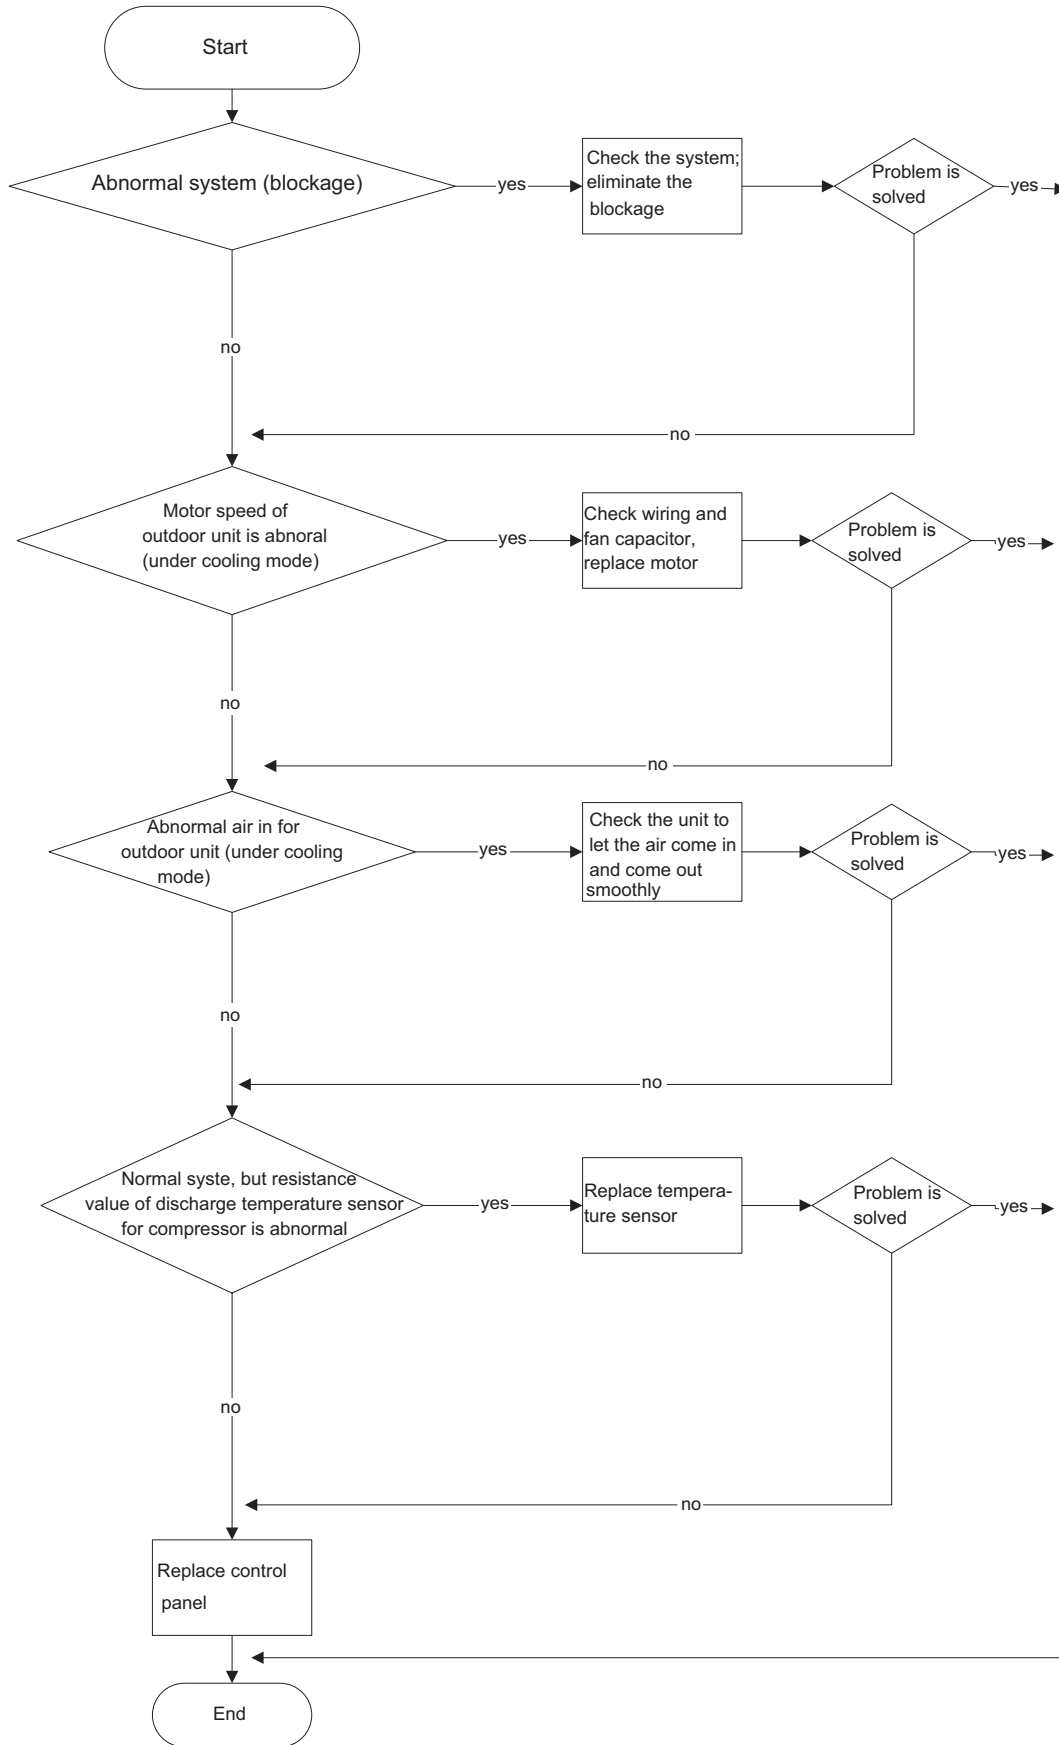 Start
Abnormal system (blockage)
yes
Check the system;
eliminate the
blockage
Problem is
solved
yes
no
no
Motor speed of
outdoor unit is abnoral
(under cooling mode)
yes
Check wiring and
fan capacitor,
replace motor
Problem is
solved
yes
no
no
Abnormal air in for
outdoor unit (under cooling
mode)
yes
Check the unit to
let the air come in
and come out
smoothly
Problem is
solved
yes
no
no
Normal syste, but resistance
value of discharge temperature sensor
for compressor is abnormal
yes
Replace tempera-
ture sensor
Problem is
solved
yes
no
no
Replace control
panel
End